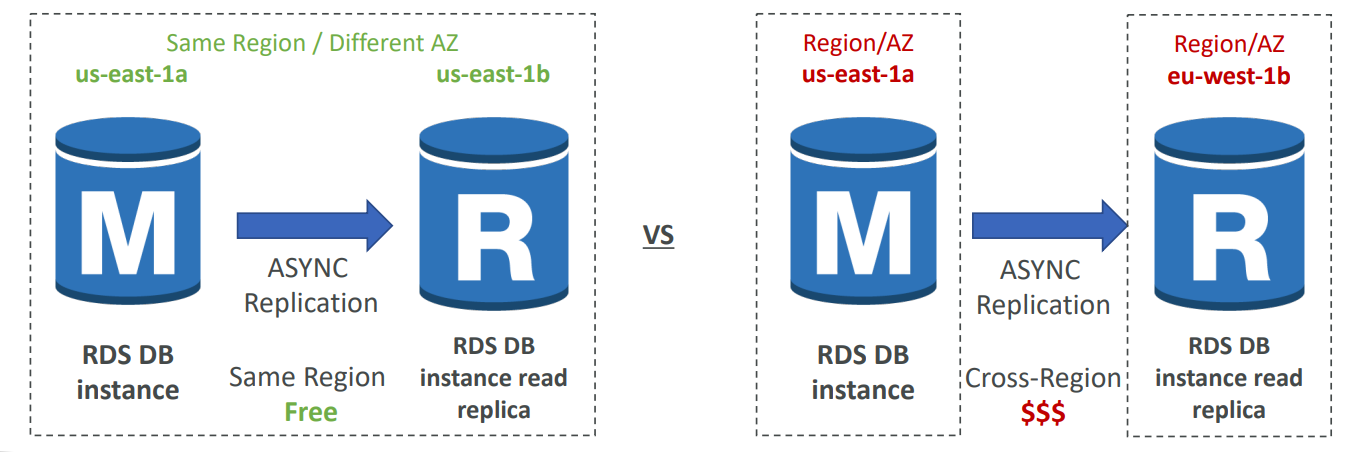 Same Region / Different AZ
us-east-1a
us-east-1b
M
R
ASYNC
Replication
RDS DB
instance
Same Region
Free
RDS DB
instance read
replica
VS
Region/AZ
us-east-1a
Region/AZ
eu-west-1b
M
R
ASYNC
Replication
RDS DB
instance
Cross-Region
$$$
RDS DB
instance read
replica